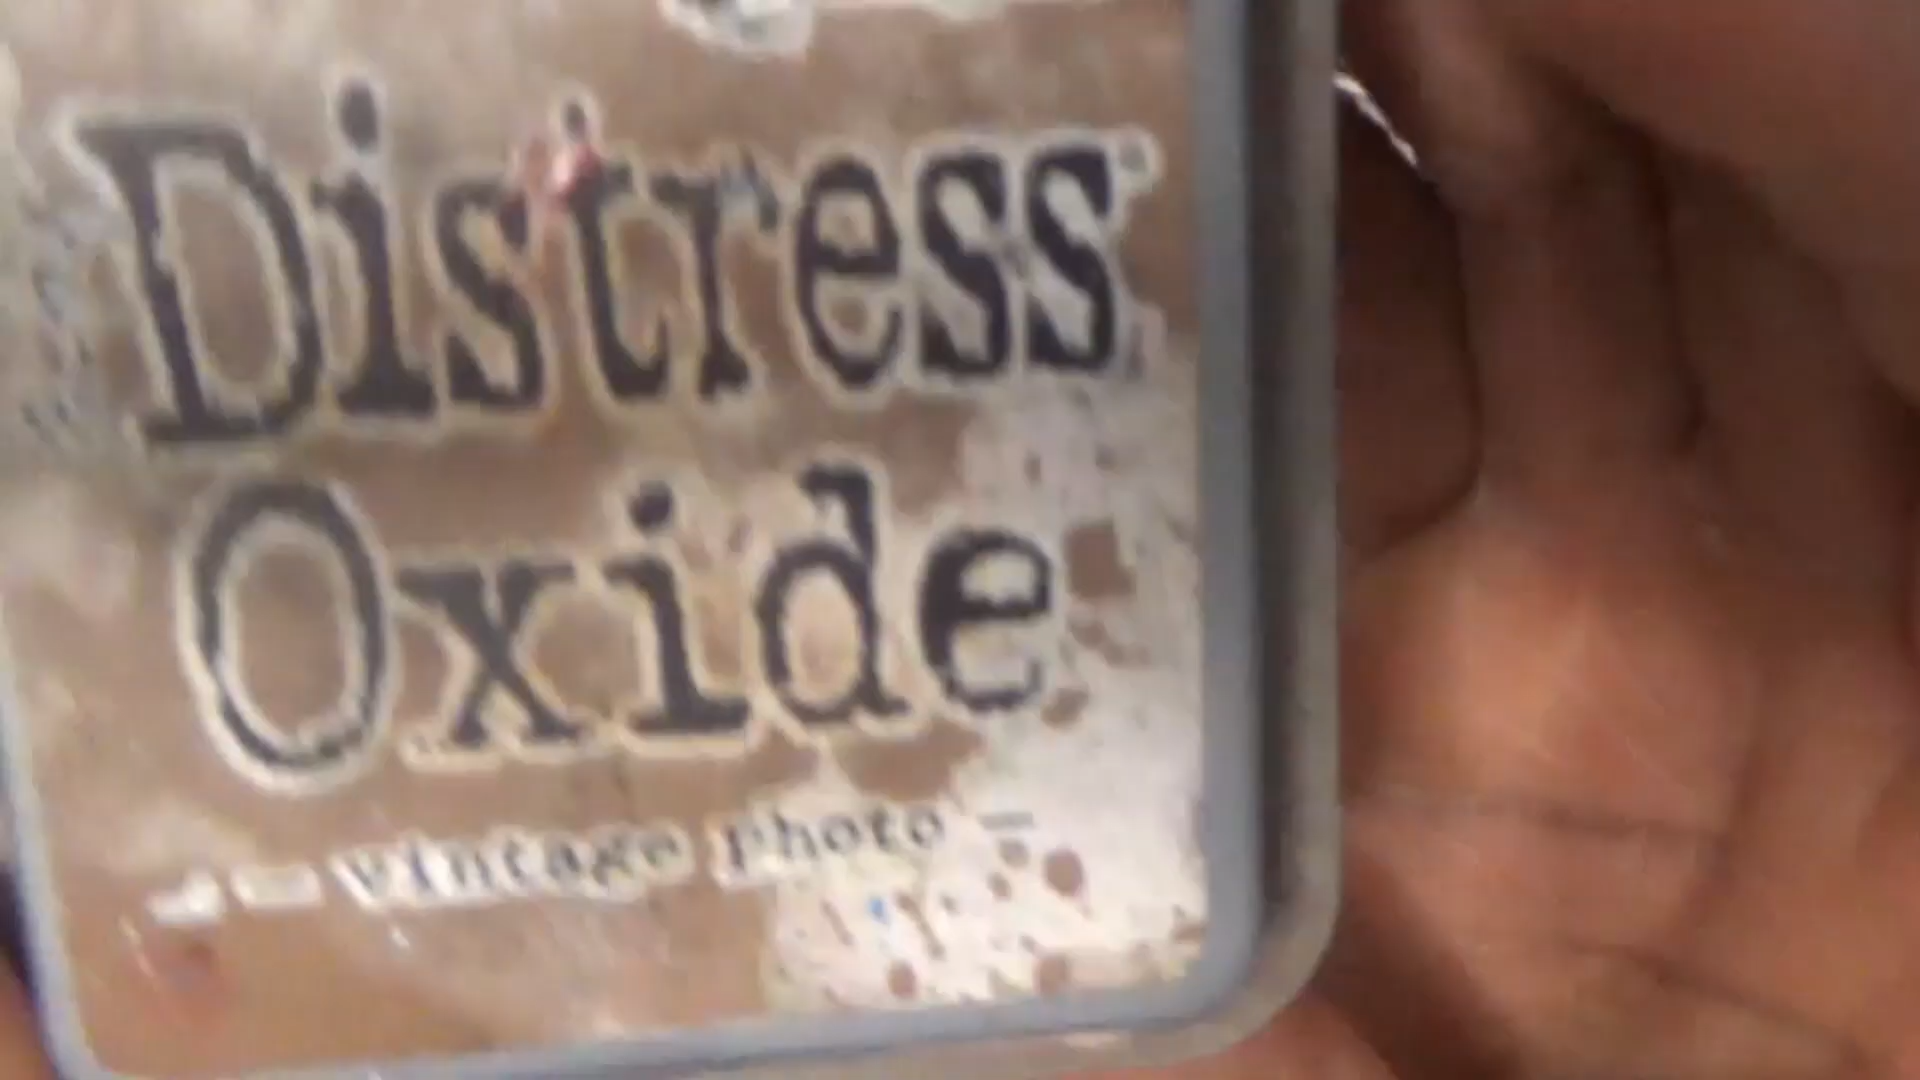 Distress
Oxide
— vintage photo —